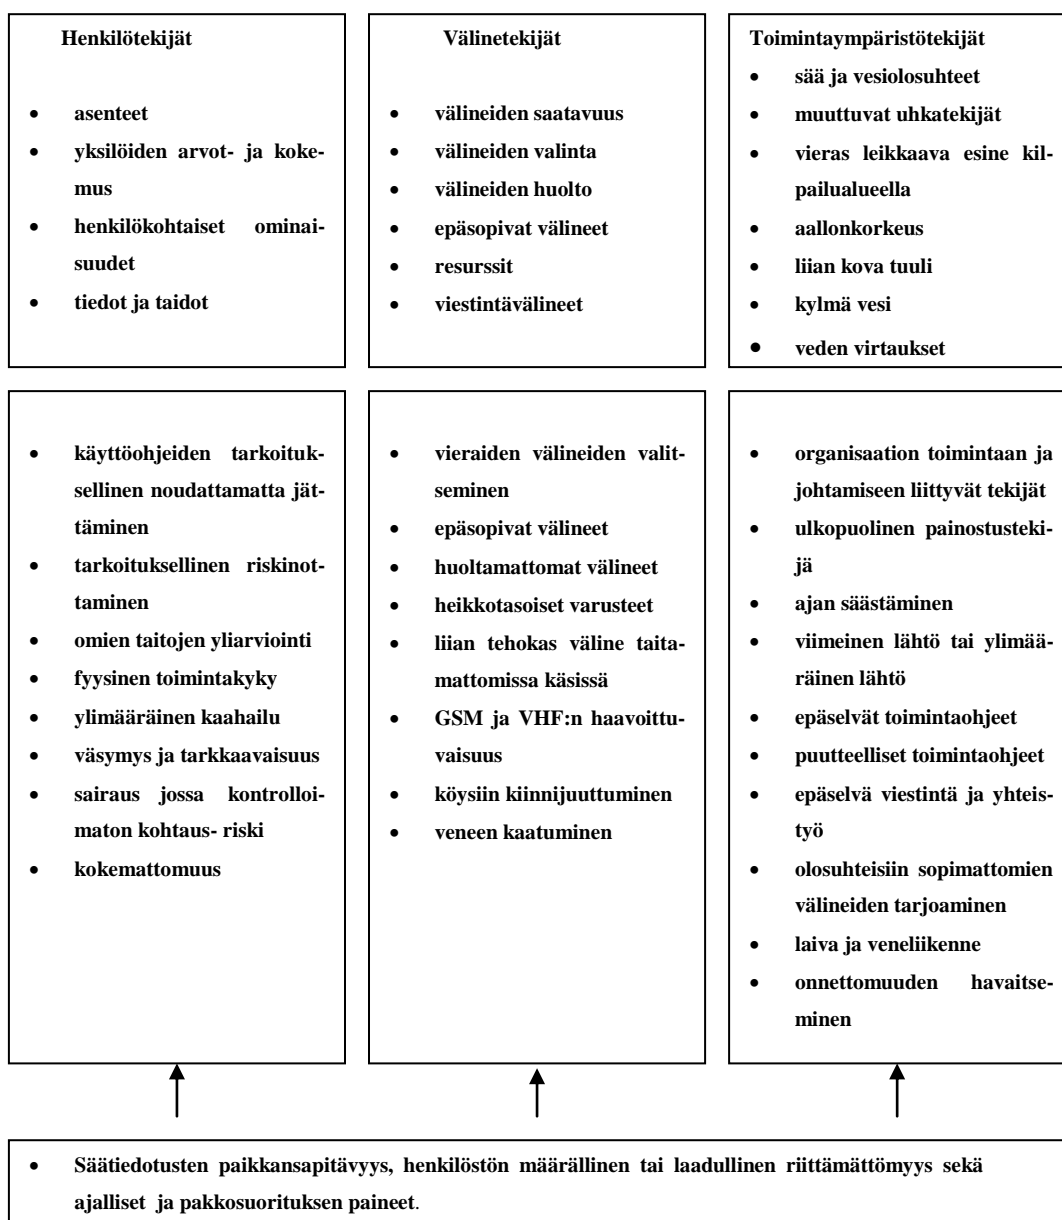 Henkilötekijät
• asenteet
• yksilöiden arvot- ja koke-
mus
• henkilökohtaiset ominai-
suudet
• tiedot ja taidot
Välinetekijät
• välineiden saatavuus
• välineiden valinta
• välineiden huolto
• epäsopivat välineet
• resurssit
• viestintävälineet
Toimintaympäristötekijät
• sää ja vesiolosuhteet
• muuttuvat uhkatekijät
• vieras leikkaava esine kil-
pailualueella
• aallonkorkeus
• liian kova tuuli
• kylmä vesi
• veden virtaukset
• käyttöohjeiden tarkoituk-
sellinen noudattamatta jät-
täminen
• tarkoituksellinen riskinot-
taminen
• omien taitojen yliarviointi
• fyysinen toimintakyky
• ylimääräinen kaahailu
• väsymys ja tarkkaavaisuus
• sairaus jossa kontrolloi-
maton kohtaus- riski
• kokemattomuus
• vieraiden välineiden valit-
seminen
• epäsopivat välineet
• huoltamattomat välineet
• heikkotasoiset varusteet
• liian tehokas väline taita-
mattomissa käsissä
• GSM ja VHF:n haavoittu-
vaisuus
• köysiin kiinnijuuttuminen
• veneen kaatuminen
• organisaation toimintaan ja
johtamiseen liittyvät tekijät
• ulkopuolinen painostusteki-
jä
• ajan säästäminen
• viimeinen lähtö tai ylimää-
räinen lähtö
• epäselvät toimintaohjeet
• puutteelliset toimintaohjeet
• epäselvä viestintä ja yhteis-
työ
• olosuhteisiin sopimattomien
välineiden tarjoaminen
• laiva ja veneliikenne
• onnettomuuden havaitse-
minen
• Säätiedotusten paikkansapitävyys, henkilöstön määrällinen tai laadullinen riittämättömyys sekä
ajalliset ja pakkosuorituksen paineet.